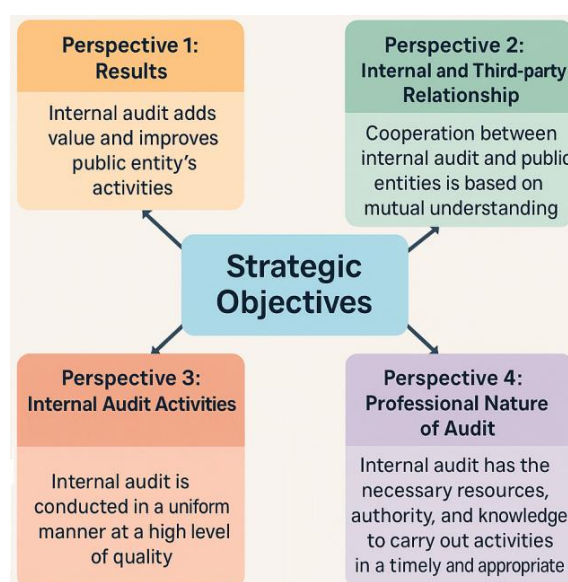 Perspective 1:
Results
Internal audit adds
value and improves
public entity's
activities
Perspective 2:
Internal and Third-party
Relationship
Cooperation between
internal audit and public
entities is based on
mutual understanding
Strategic
Objectives
Perspective 3:
Internal Audit Activities
Internal audit is
conducted in a uniform
manner at a high level
of quality
Perspective 4:
Professional Nature
of Audit
Internal audit has the
necessary resources,
authority, and knowledge
to carry out activities
in a timely and appropriate